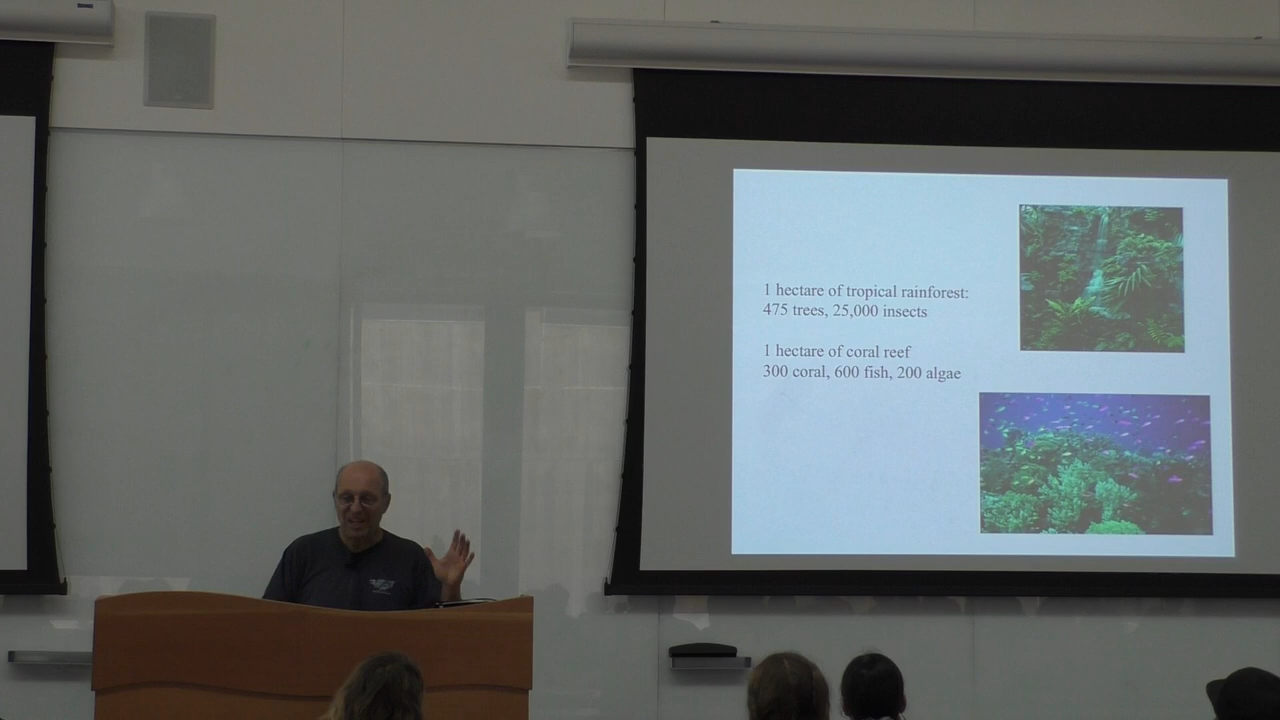 1 hectare of tropical rainforest:
475 trees, 25,000 insects
1 hectare of coral reef
300 coral, 600 fish, 200 algae